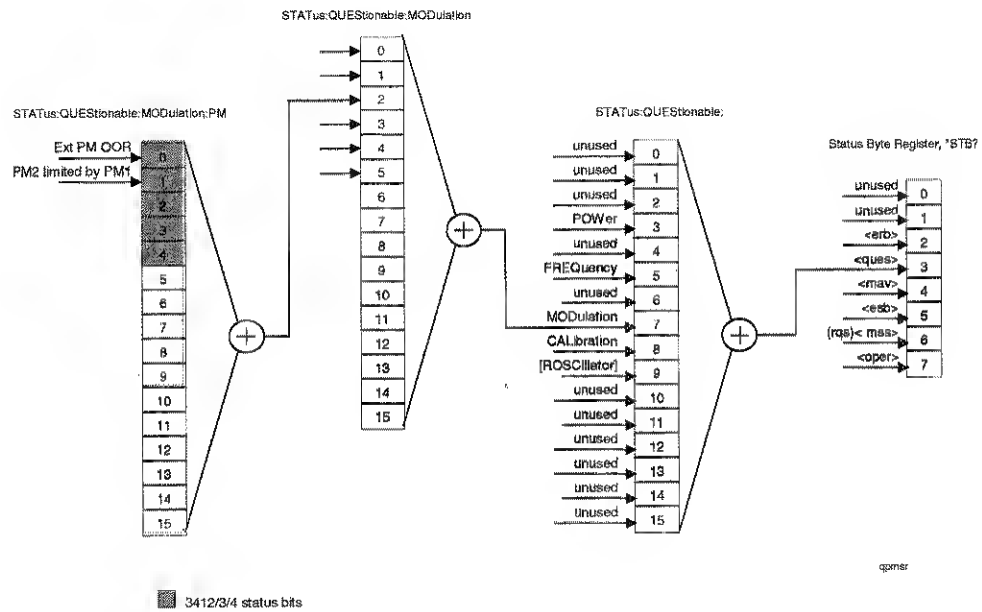 STATus:QUEStionable:MODulation
0
1
2
3
4
5
6
7
8
9
10
11
12
13
14
15
STATus:QUEStionable:MODulation:PM
Ext PM OOR 0
PM2 limited by PM1 1
2
3
4
5
6
7
8
9
10
11
12
13
14
15
STATus:QUEStionable;
unused 0
unused 1
unused 2
POWer 3
unused 4
FREQuency 5
unused 6
MODulation 7
CALibration 8
[ROSCillator] 9
unused 10
unused 11
unused 12
unused 13
unused 14
unused 15
Status Byte Register, *STB?
unused 0
unused 1
<erb> 2
<ques> 3
<mav> 4
<esb> 5
(rqs)< mss> 6
<oper> 7
qpmsr
3412/3/4 status bits